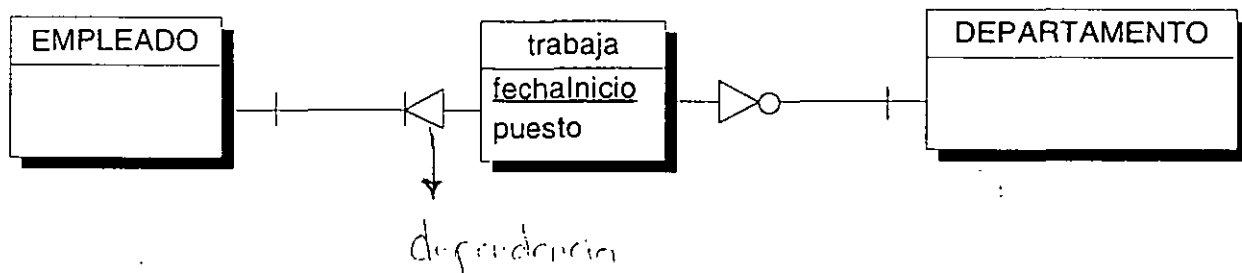 EMPLEADO
trabaja
fechaInicio
puesto
DEPARTAMENTO
dependencia